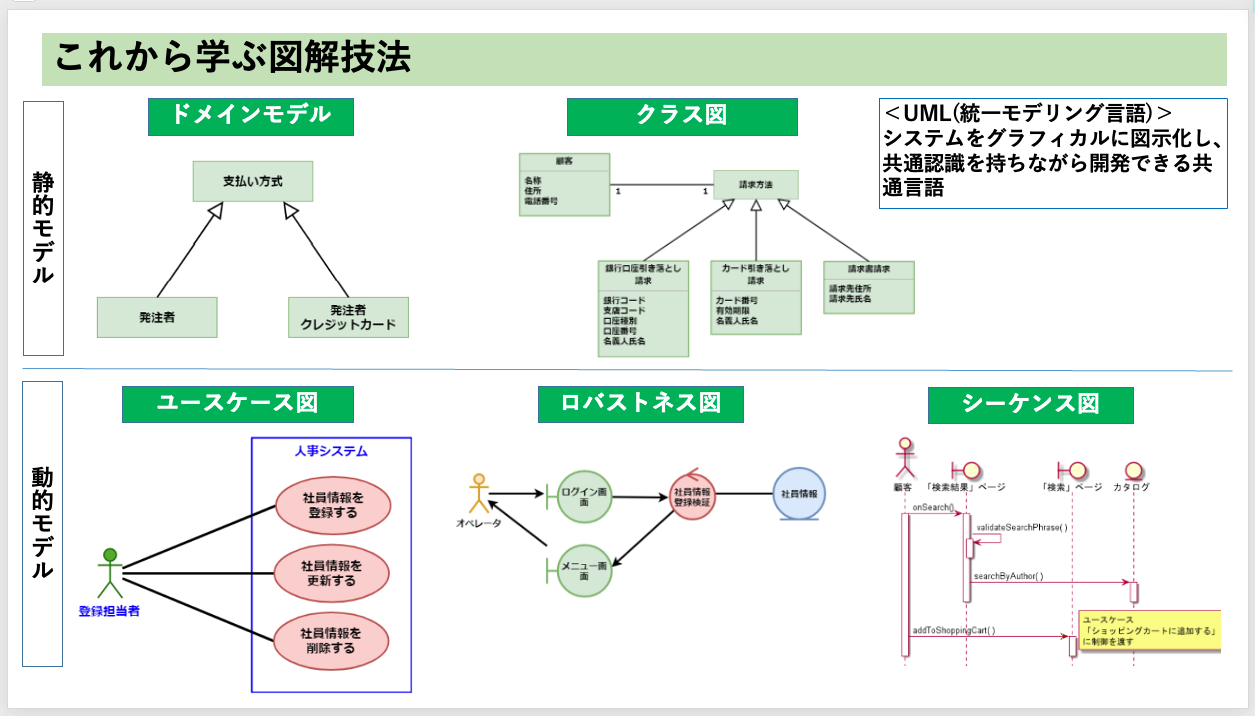 これから学ぶ図解技法
静的モデル
ドメインモデル
支払い方式
発注者
発注者
クレジットカード
クラス図
顧客
名称
住所
電話番号
1
1
請求方法
銀行口座引き落とし
請求
銀行コード
支店コード
口座種別
口座番号
名義人氏名
カード引き落とし
請求
カード番号
有効期限
名義人氏名
請求書請求
請求先住所
請求先氏名
＜UML(統一モデリング言語)＞
システムをグラフィカルに図示化し、
共通認識を持ちながら開発できる共
通言語
動的モデル
ユースケース図
人事システム
社員情報を
登録する
社員情報を
更新する
社員情報を
削除する
登録担当者
ロバストネス図
オペレータ
ログイン画
面
社員情報
登録検証
社員情報
メニュー画
面
シーケンス図
顧客
「検索結果」ページ
「検索」ページ
カタログ
onSearch()
validateSearchPhrase( )
searchByAuthor( )
addToShoppingCart( )
ユースケース
「ショッピングカートに追加する」
に制御を渡す